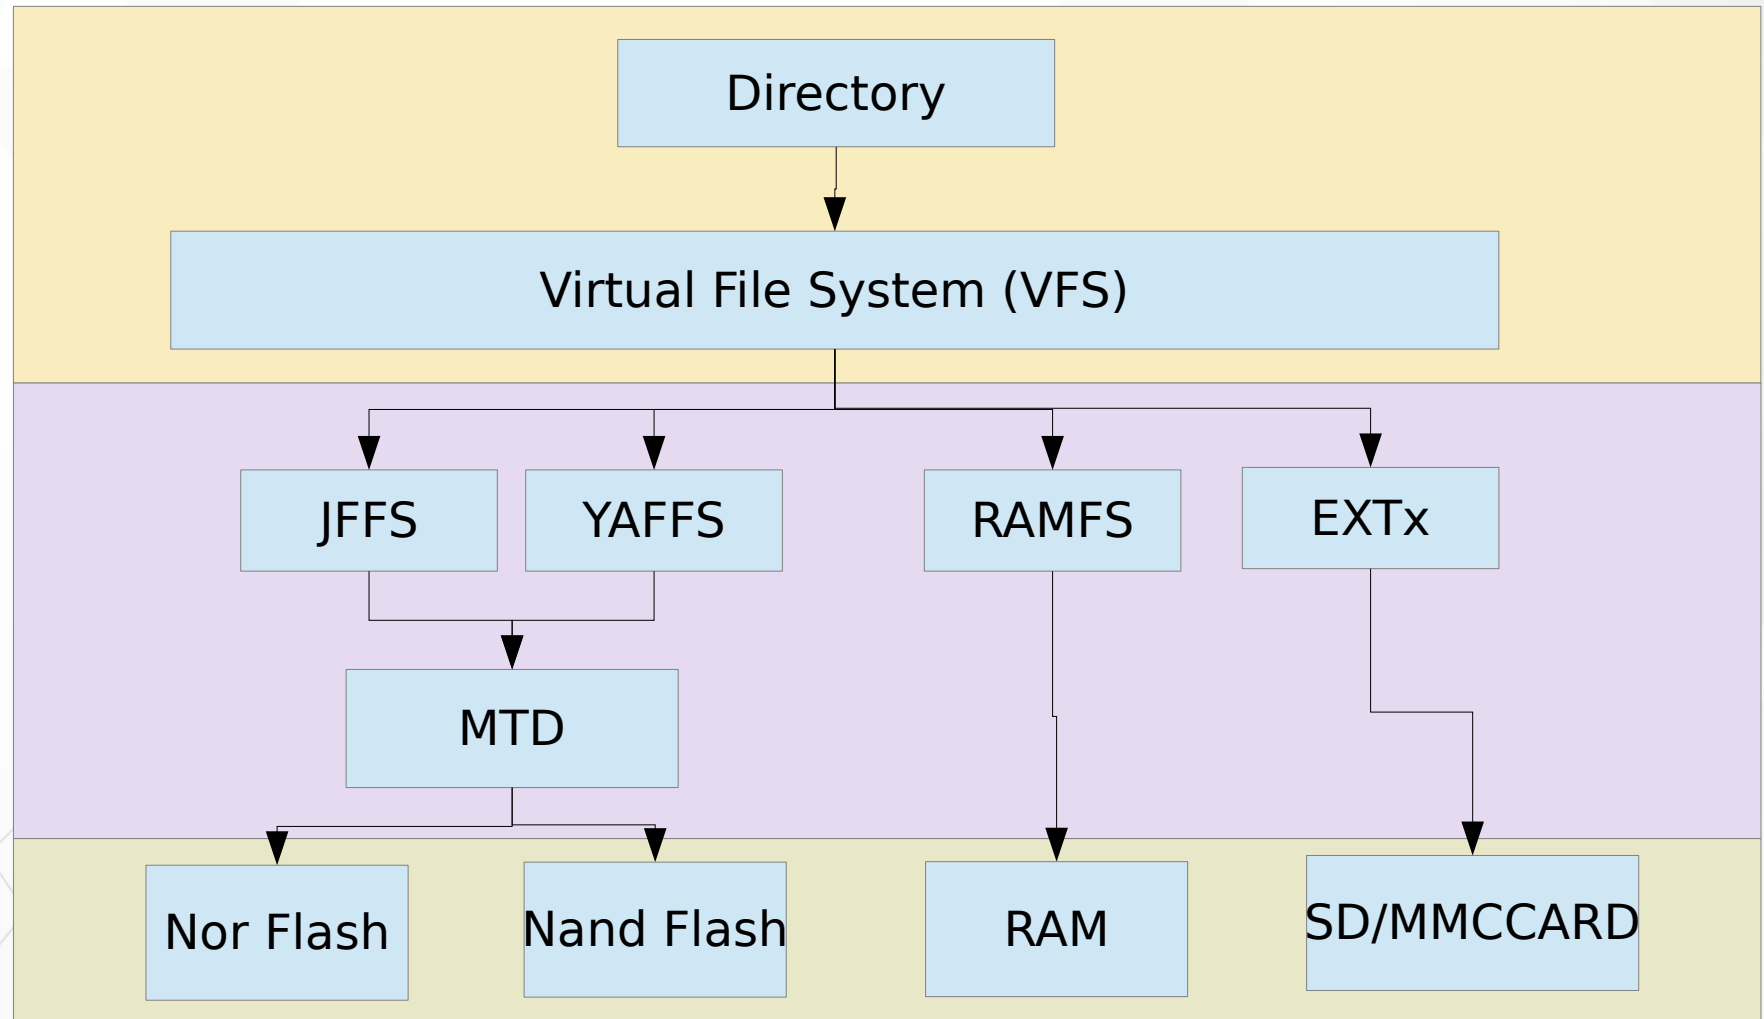 Directory
Virtual File System (VFS)
JFFS
YAFFS
RAMFS
EXTx
MTD
Nor Flash
Nand Flash
RAM
SD/MMCCARD